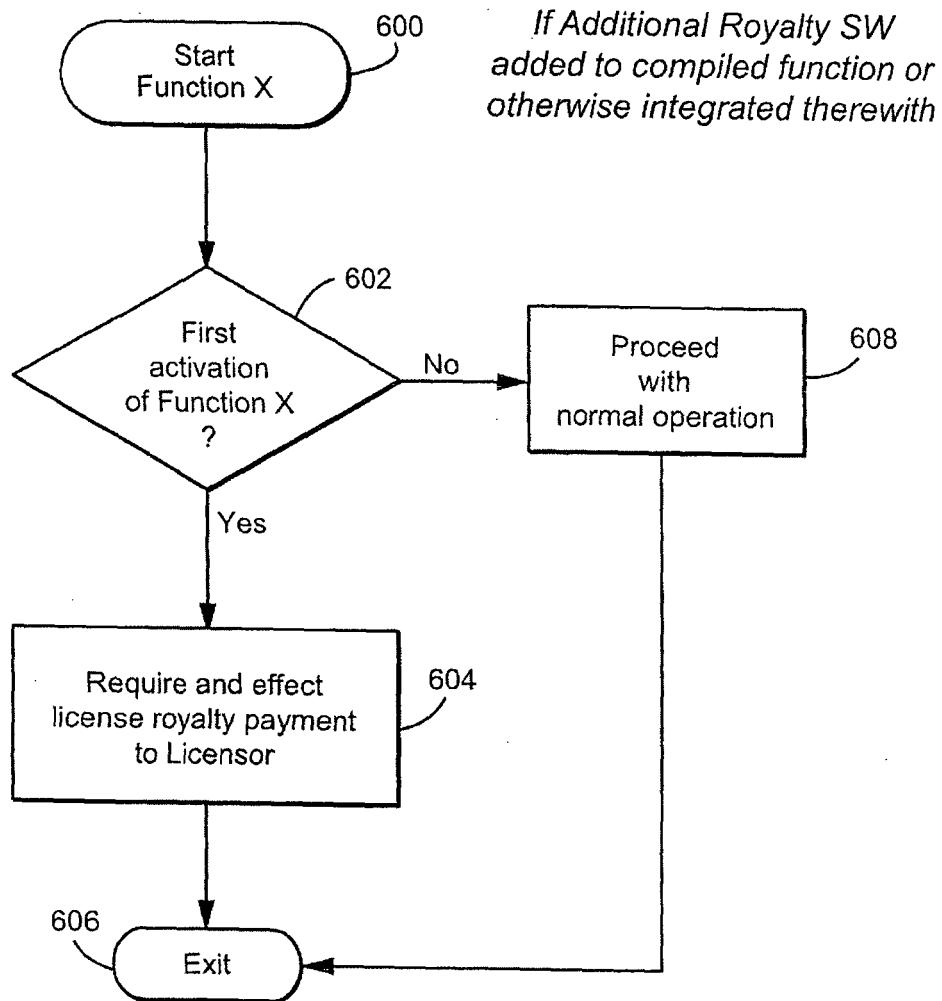 600
If Additional Royalty SW
added to compiled function or
otherwise integrated therewith
Start
Function X
602
First
activation
of Function X
?
No
Proceed
with
normal operation
608
Yes
Require and effect
license royalty payment
to Licensor
604
606
Exit